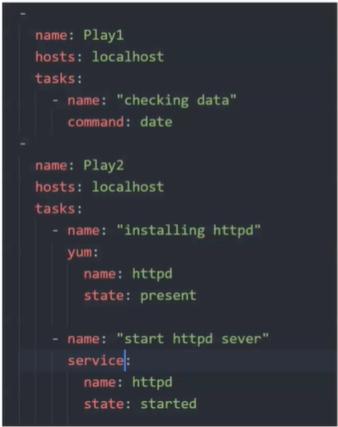 -
name: Play1
hosts: localhost
tasks:
- name: "checking data"
command: date
-
name: Play2
hosts: localhost
tasks:
- name: "installing httpd"
yum:
name: httpd
state: present
- name: "start httpd sever"
service:
name: httpd
state: started